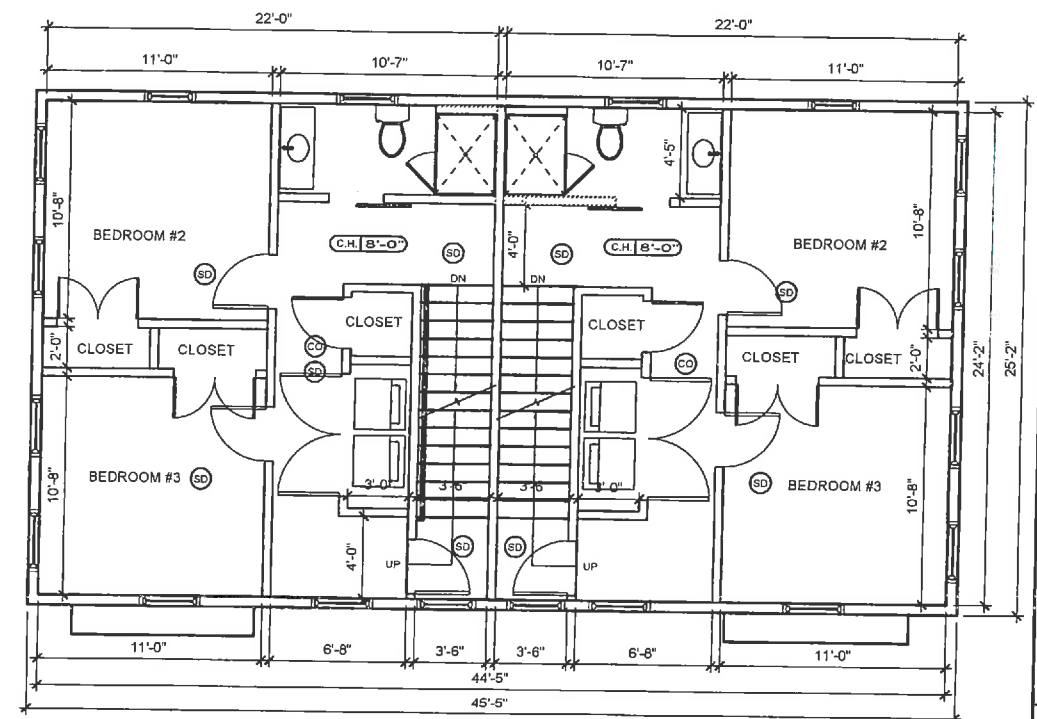 22'-0" 22'-0"
11'-0" 10'-7" 10'-7" 11'-0"
4'-5"
10'-8" 10'-8"
BEDROOM #2 C.H. 8'-0" C.H. 8'-0" BEDROOM #2
4'-0"
SD SD SD SD
DN DN
CLOSET CLOSET
2'-0" CLOSET CLOSET CO CO CLOSET CLOSET 2'-0"
SD
24'-2"
25'-2"
BEDROOM #3 SD SD BEDROOM #3
10'-8" 3'-0" 3'-6 3'-6 3'-0" 10'-8"
4'-0"
SD SD
UP UP
11'-0" 6'-8" 3'-6" 3'-6" 6'-8" 11'-0"
44'-5"
45'-5"